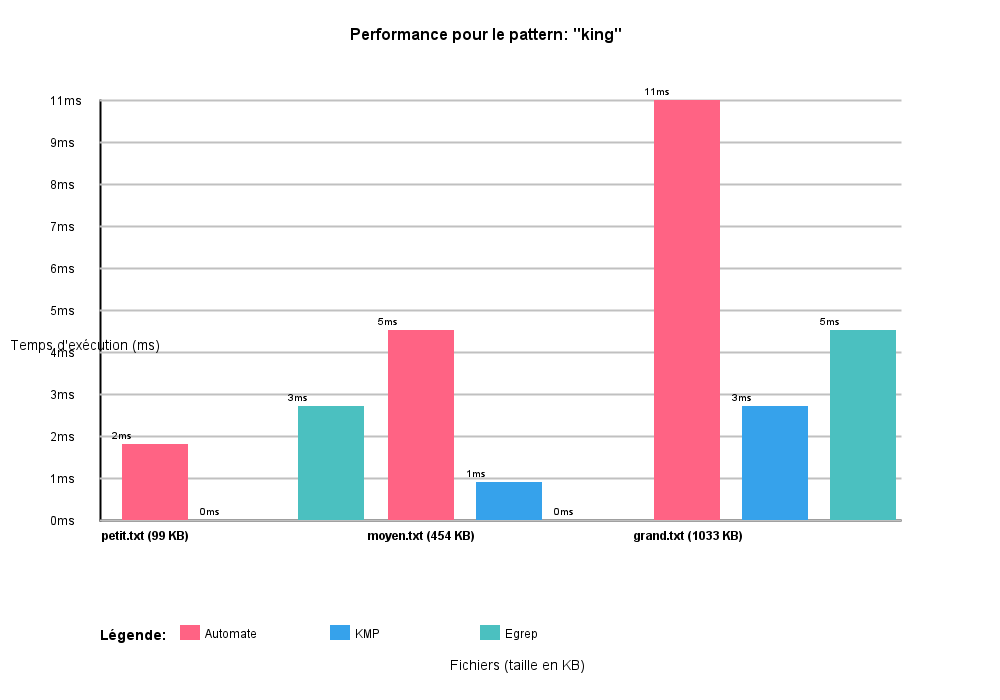 Performance pour le pattern: "king"
11ms
11ms
9ms
8ms
7ms
6ms
5ms
5ms
5ms
Temps d'exécution (ms)
4ms
3ms
3ms
3ms
2ms
2ms
1ms
1ms
0ms
0ms
0ms
petit.txt (99 KB) moyen.txt (454 KB) grand.txt (1033 KB)
Légende: Automate KMP Egrep
Fichiers (taille en KB)